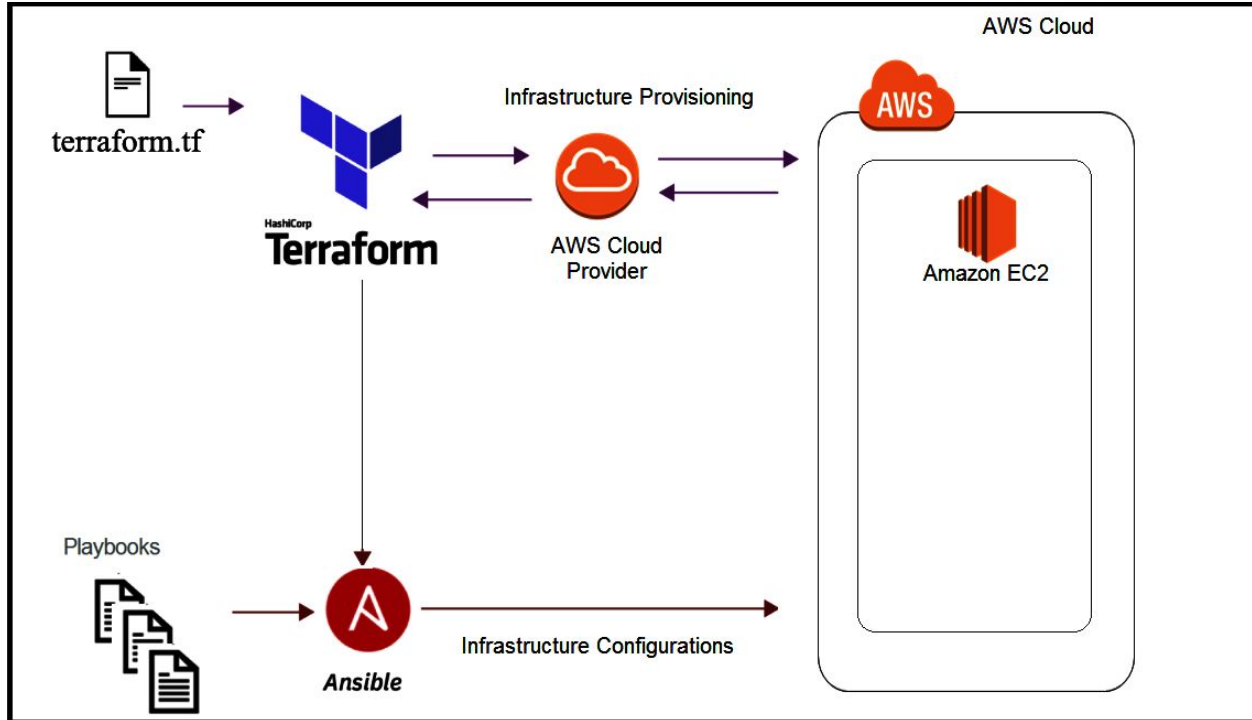 AWS Cloud
AWS
Infrastructure Provisioning
terraform.tf
HashiCorp
Terraform
AWS Cloud
Provider
Amazon EC2
Playbooks
Infrastructure Configurations
Ansible